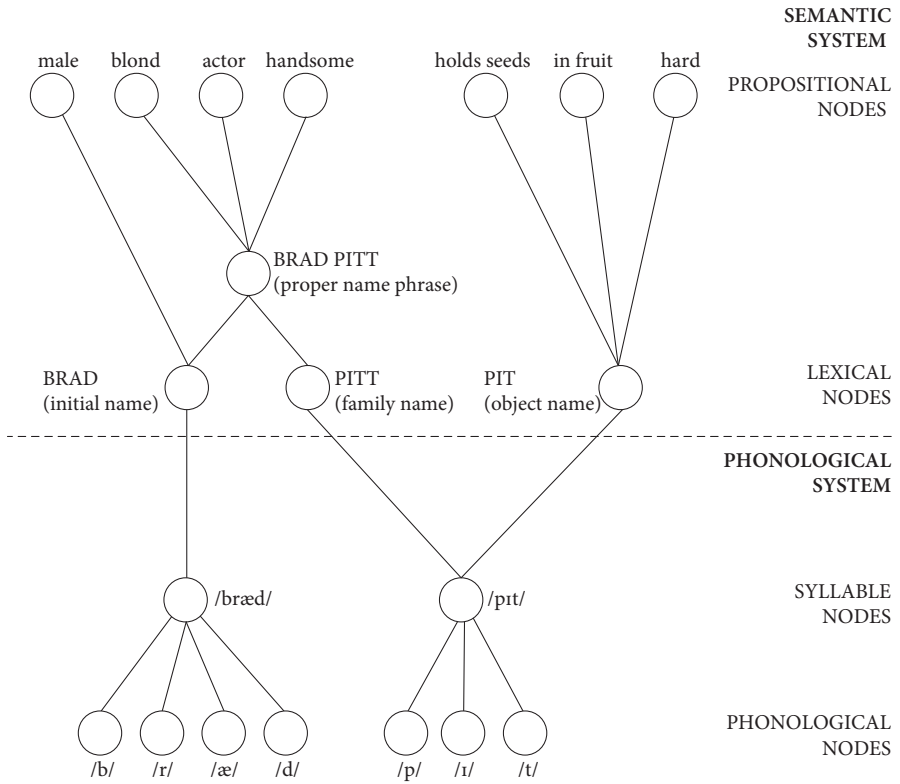 SEMANTIC
SYSTEM
male blond actor handsome holds seeds in fruit hard
PROPOSITIONAL
NODES
BRAD PITT
(proper name phrase)
BRAD
(initial name)
PITT
(family name)
PIT
(object name)
LEXICAL
NODES
PHONOLOGICAL
SYSTEM
/bræd/
/pɪt/
SYLLABLE
NODES
PHONOLOGICAL
NODES
/b/ /r/ /æ/ /d/ /p/ /ɪ/ /t/